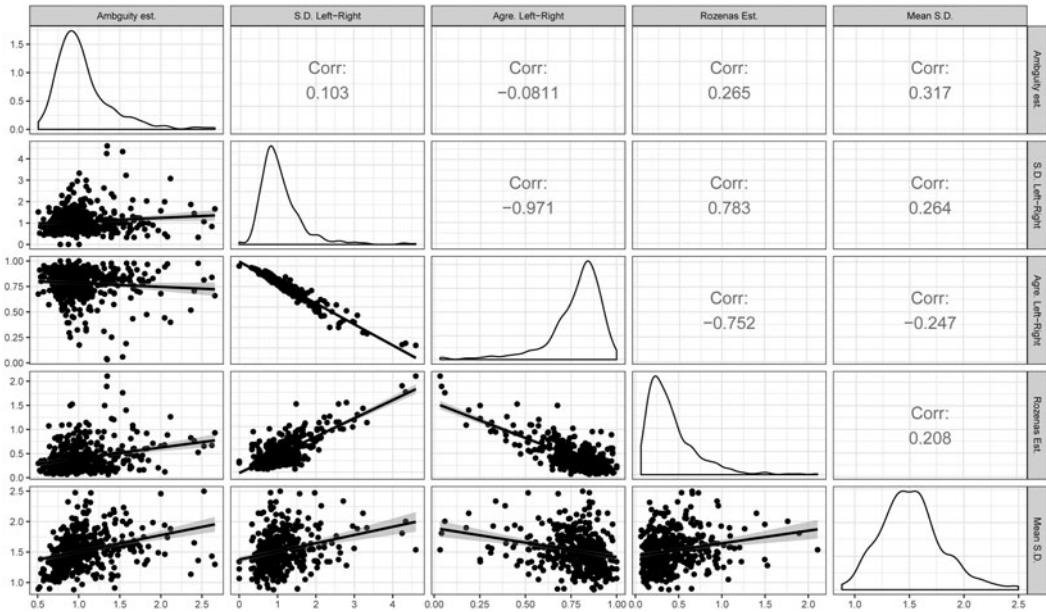 Ambguity est.
S.D. Left−Right
Agre. Left−Right
Rozenas Est.
Mean S.D.
1.5
1.0
0.5
0.0
Corr:
0.103
Corr:
−0.0811
Corr:
0.265
Corr:
0.317
Ambguity est.
4
3
2
1
0
Corr:
−0.971
Corr:
0.783
Corr:
0.264
S.D. Left−Right
1.00
0.75
0.50
0.25
0.00
Corr:
−0.752
Corr:
−0.247
Agre. Left−Right
2.0
1.5
1.0
0.5
0.0
Corr:
0.208
Rozenas Est.
2.5
2.0
1.5
1.0
Mean S.D.
0.5 1.0 1.5 2.0 2.5
0 1 2 3 4
0.00 0.25 0.50 0.75 1.00
0.0 0.5 1.0 1.5 2.0
1.0 1.5 2.0 2.5